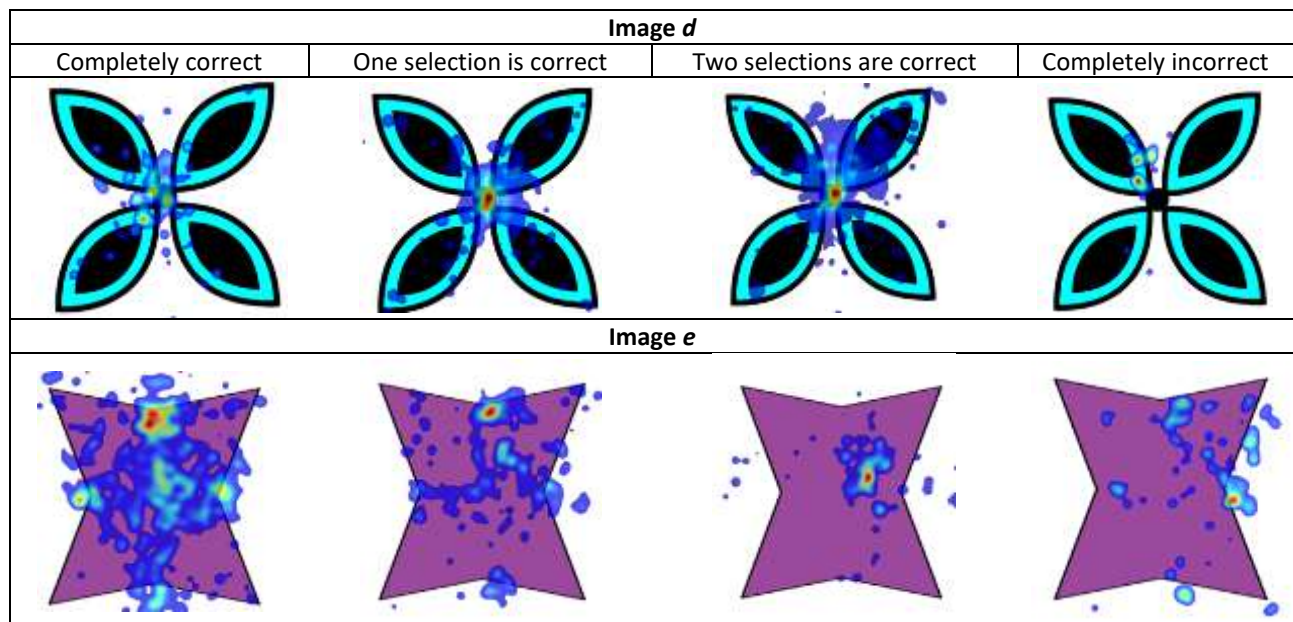 Image d
Completely correct
One selection is correct
Two selections are correct
Completely incorrect
Image e